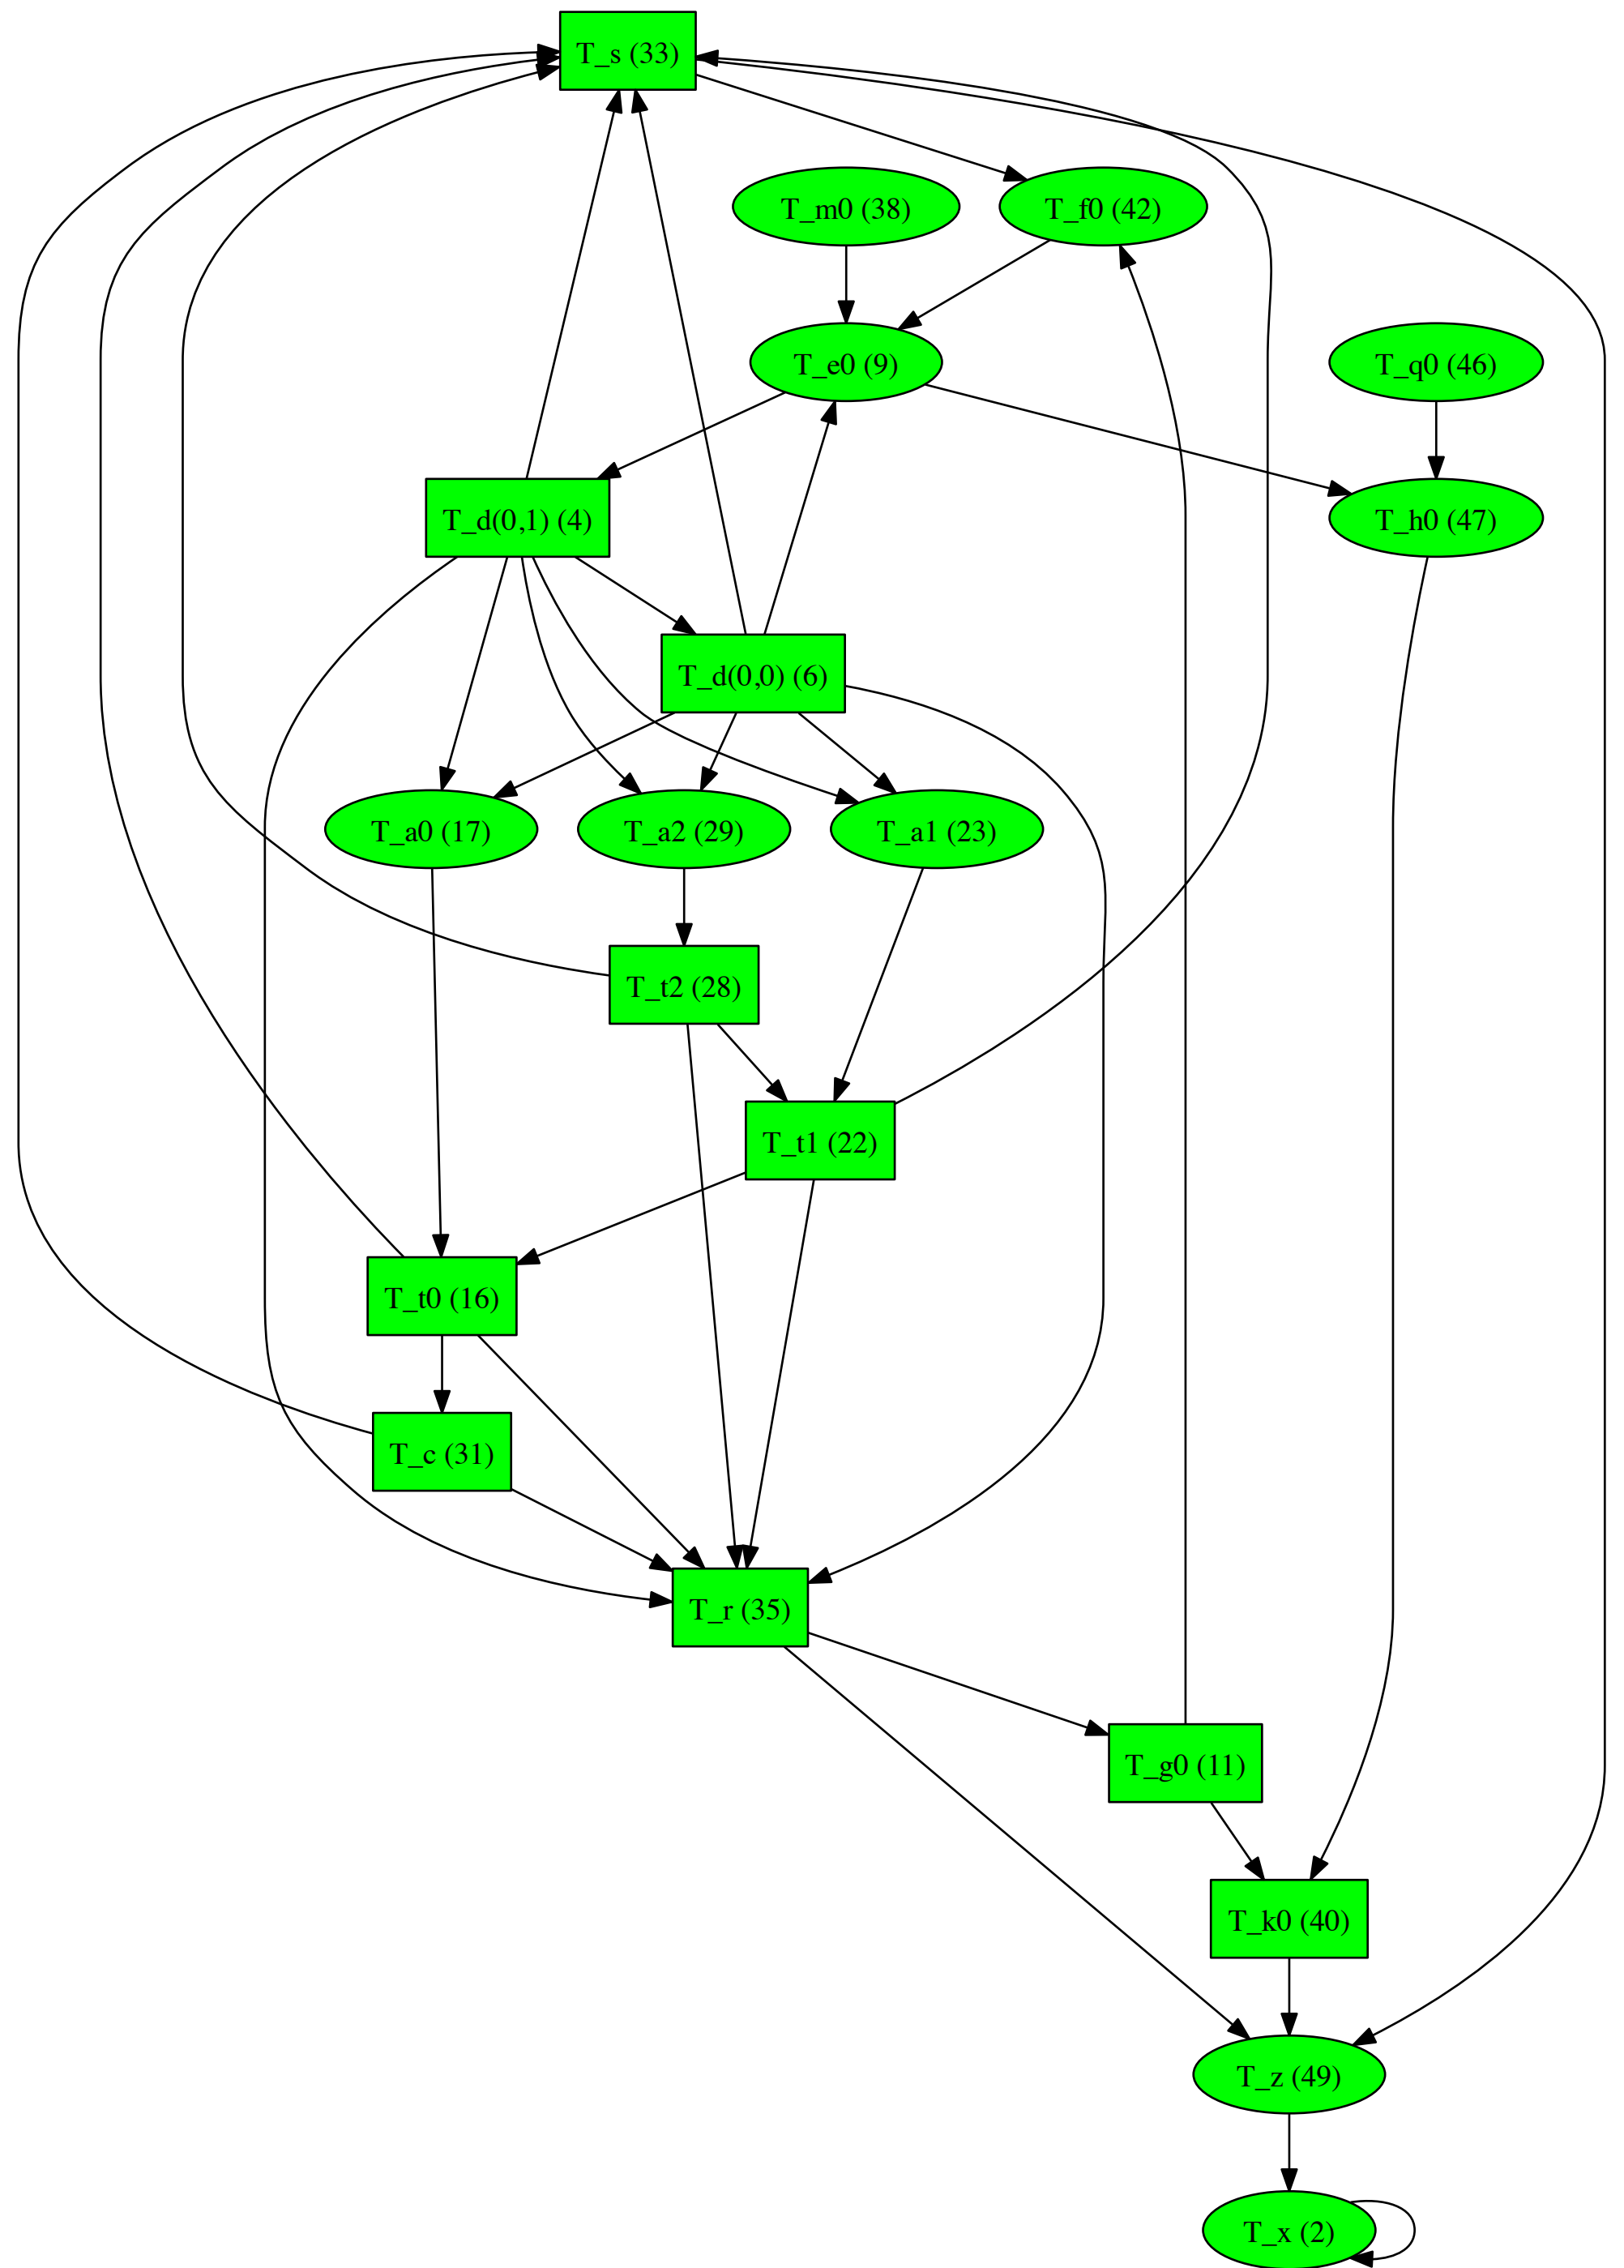 T_s (33)
T_m0 (38)
T_f0 (42)
T_e0 (9)
T_q0 (46)
T_d(0,1) (4)
T_h0 (47)
T_d(0,0) (6)
T_a0 (17)
T_a2 (29)
T_a1 (23)
T_t2 (28)
T_t1 (22)
T_t0 (16)
T_c (31)
T_r (35)
T_g0 (11)
T_k0 (40)
T_z (49)
T_x (2)